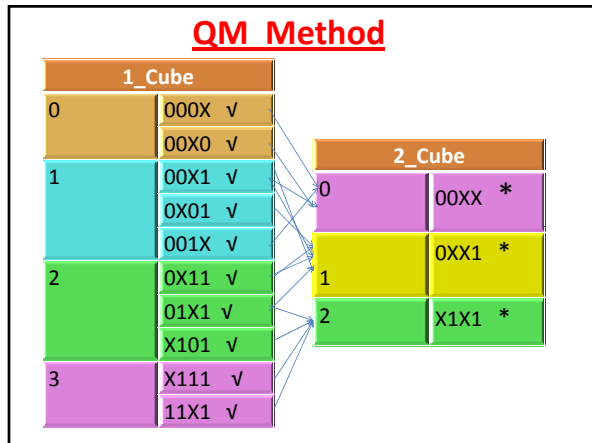 QM Method
1_Cube
0
000X √
00X0 √
1
00X1 √
0X01 √
001X √
2
0X11 √
01X1 √
X101 √
3
X111 √
11X1 √
2_Cube
0
00XX *
1
0XX1 *
2
X1X1 *